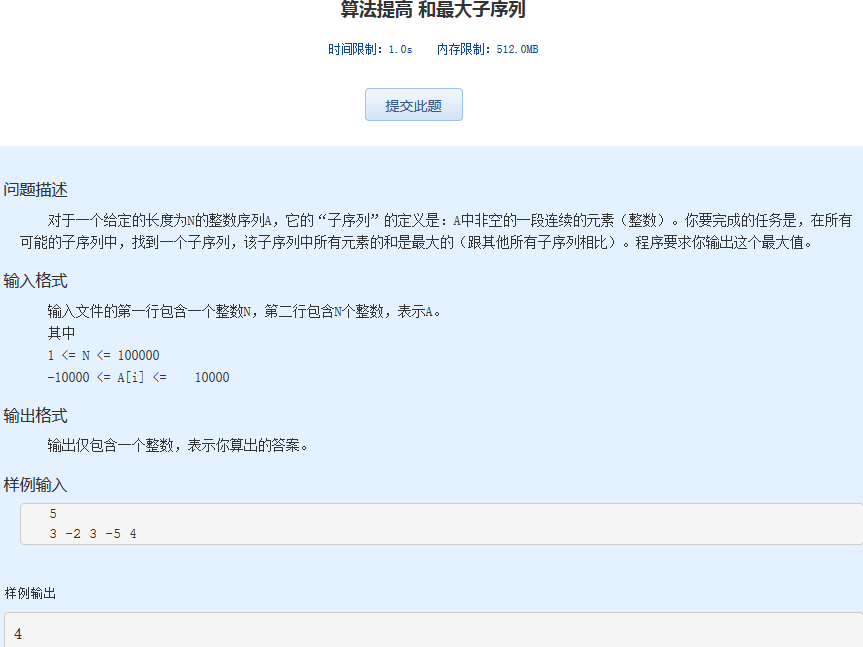 算法提高 和最大子序列
时间限制：1.0s 内存限制：512.0MB
提交此题
问题描述
对于一个给定的长度为N的整数序列A，它的“子序列”的定义是：A中非空的一段连续的元素（整数）。你要完成的任务是，在所有
可能的子序列中，找到一个子序列，该子序列中所有元素的和是最大的（跟其他所有子序列相比）。程序要求你输出这个最大值。
输入格式
输入文件的第一行包含一个整数N，第二行包含N个整数，表示A。
其中
1 <= N <= 100000
-10000 <= A[i] <= 10000
输出格式
输出仅包含一个整数，表示你算出的答案。
样例输入
5
3 -2 3 -5 4
样例输出
4